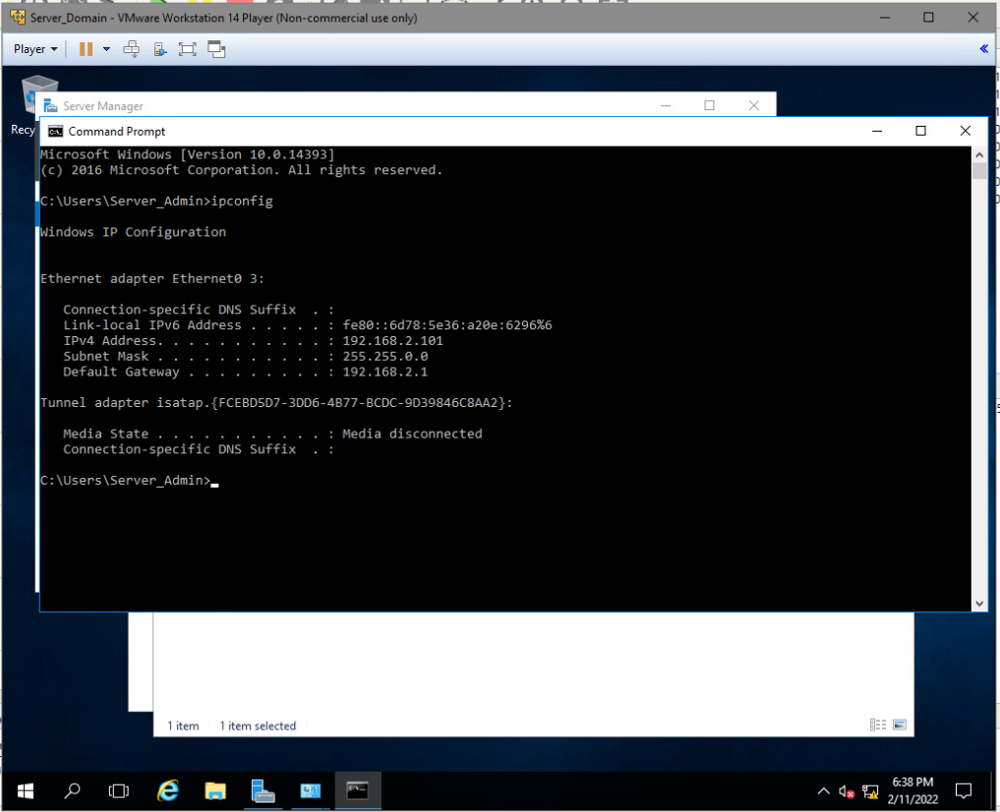 Server_Domain - VMware Workstation 14 Player (Non-commercial use only)
Player
Recy
Server Manager
Command Prompt
Microsoft Windows [Version 10.0.14393]
(c) 2016 Microsoft Corporation. All rights reserved.
C:\Users\Server_Admin>ipconfig
Windows IP Configuration
Ethernet adapter Ethernet0 3:
Connection-specific DNS Suffix  . :
Link-local IPv6 Address . . . . . : fe80::6d78:5e36:a20e:6296%6
IPv4 Address. . . . . . . . . . . : 192.168.2.101
Subnet Mask . . . . . . . . . . . : 255.255.0.0
Default Gateway . . . . . . . . . : 192.168.2.1
Tunnel adapter isatap.{FCEBD5D7-3DD6-4B77-BCDC-9D39846C8AA2}:
Media State . . . . . . . . . . . : Media disconnected
Connection-specific DNS Suffix  . :
C:\Users\Server_Admin>
1 item 1 item selected
6:38 PM
2/11/2022